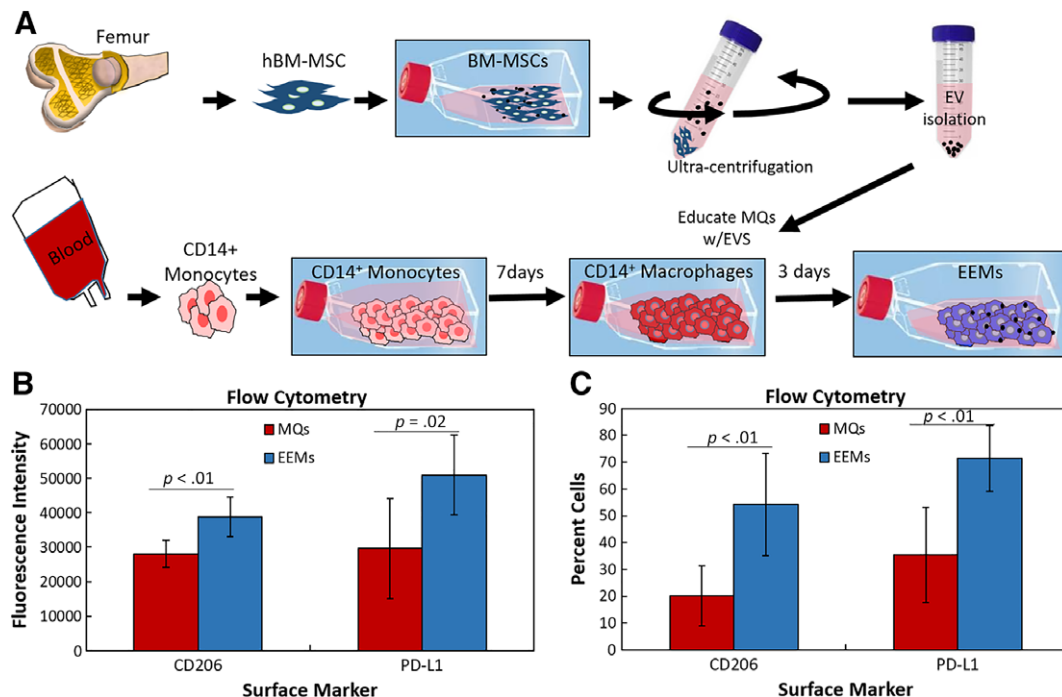 A
Femur
hBM-MSC
BM-MSCs
EV
isolation
Ultra-centrifugation
Blood
CD14+
Monocytes
Educate MQs
w/EVS
CD14+ Monocytes
7days
CD14+ Macrophages
3 days
EEMs
B
Flow Cytometry
MQs
EEMs
p < .01
p = .02
Fluorescence Intensity
70000
60000
50000
40000
30000
20000
10000
0
CD206
PD-L1
Surface Marker
C
Flow Cytometry
MQs
EEMs
p < .01
p < .01
Percent Cells
90
80
70
60
50
40
30
20
10
0
CD206
PD-L1
Surface Marker